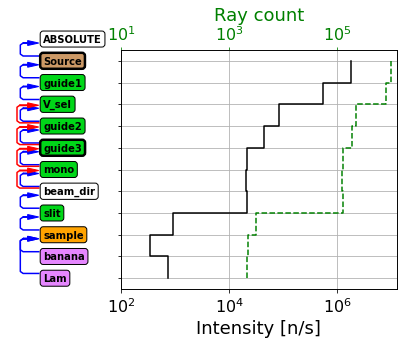 Ray count
10¹ 10³ 10⁵
ABSOLUTE
Source
guide1
V_sel
guide2
guide3
mono
beam_dir
slit
sample
banana
Lam
10² 10⁴ 10⁶
Intensity [n/s]